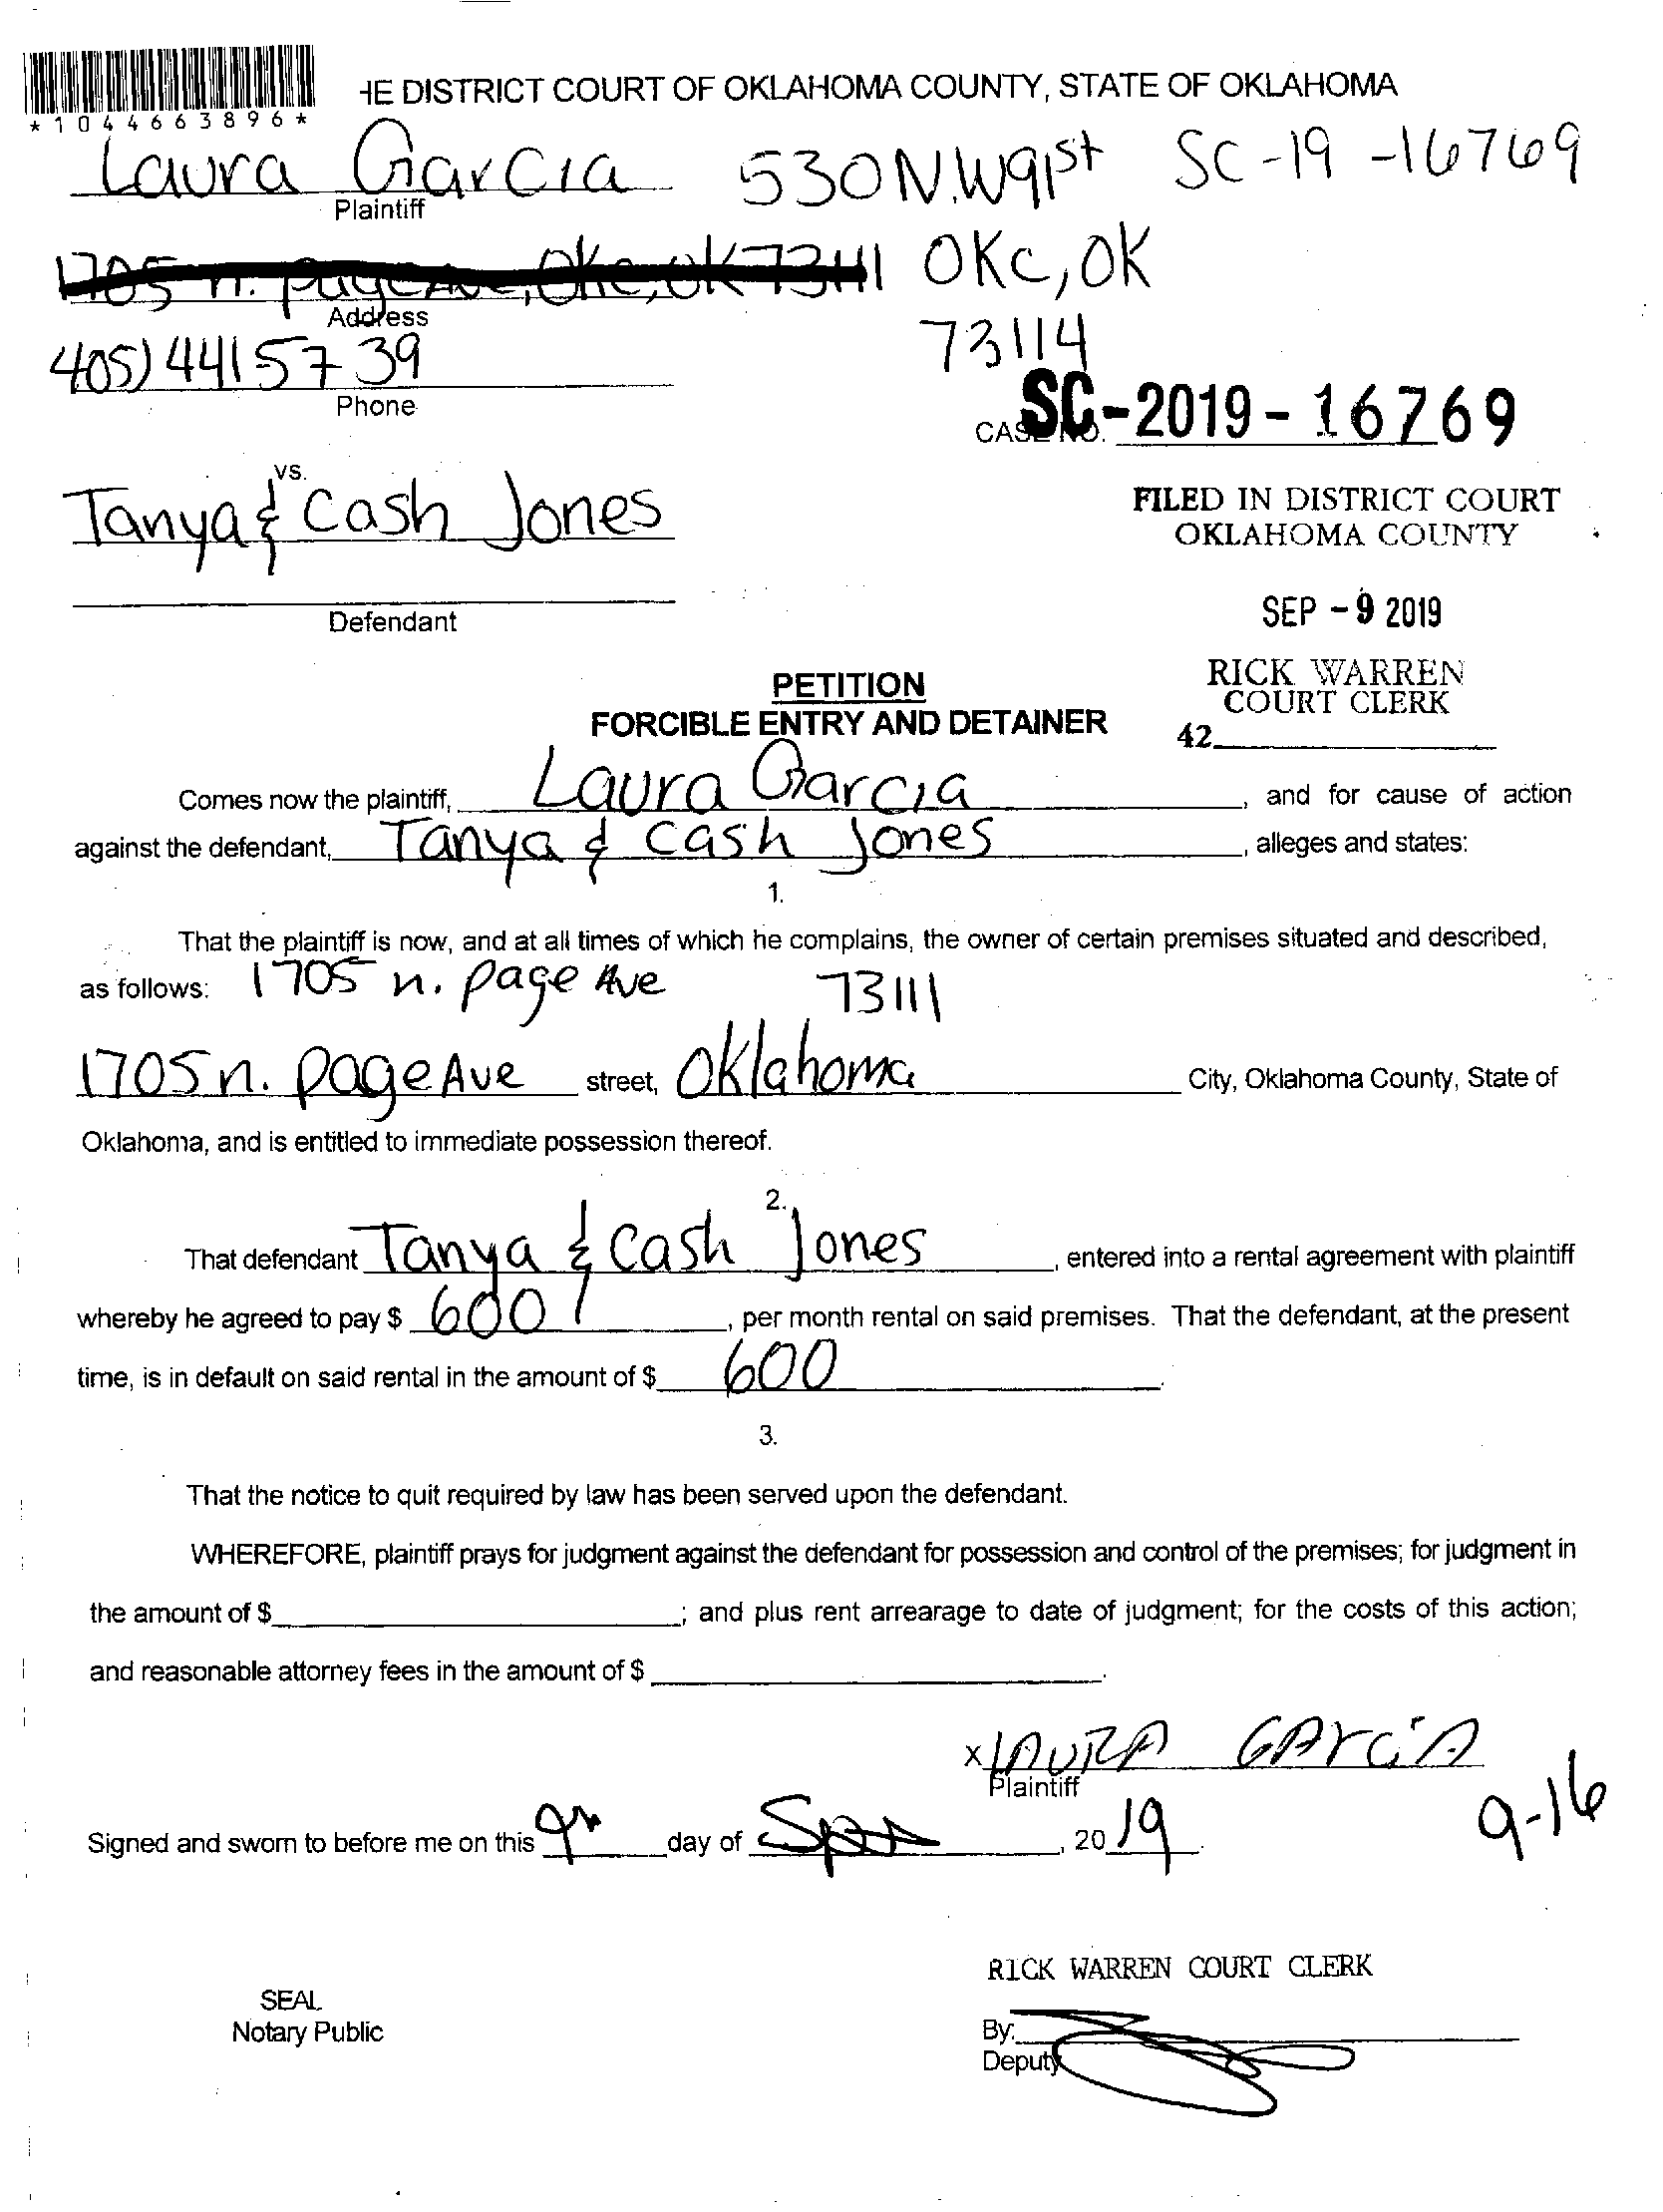 HE DISTRICT COURT OF OKLAHOMA COUNTY, STATE OF OKLAHOMA
*1044663896*
Laura Garcia 530 N.W 91st SC-19-16769
Plaintiff
1705 n. page Ave, OKC, OK 73111 OKC, OK
Address
73114
405) 441 57 39
Phone
CASE NO. SC-2019-16769
vs.
Tanya & Cash Jones
FILED IN DISTRICT COURT
OKLAHOMA COUNTY
Defendant
SEP -9 2019
PETITION
FORCIBLE ENTRY AND DETAINER
RICK WARREN
COURT CLERK
42
Comes now the plaintiff, Laura Garcia, and for cause of action
against the defendant, Tanya & Cash Jones, alleges and states:
1.
That the plaintiff is now, and at all times of which he complains, the owner of certain premises situated and described,
as follows: 1705 n. page Ave 73111
1705 n. page Ave street, Oklahoma City, Oklahoma County, State of
Oklahoma, and is entitled to immediate possession thereof.
2.
That defendant Tanya & Cash Jones, entered into a rental agreement with plaintiff
whereby he agreed to pay $ 600, per month rental on said premises. That the defendant, at the present
time, is in default on said rental in the amount of $ 600.
3.
That the notice to quit required by law has been served upon the defendant.
WHEREFORE, plaintiff prays for judgment against the defendant for possession and control of the premises; for judgment in
the amount of $ ; and plus rent arrearage to date of judgment; for the costs of this action;
and reasonable attorney fees in the amount of $ .
x LAURA GArciA
Plaintiff
9-16
Signed and sworn to before me on this day of , 2019.
RICK WARREN COURT CLERK
SEAL
Notary Public
By:
Deputy